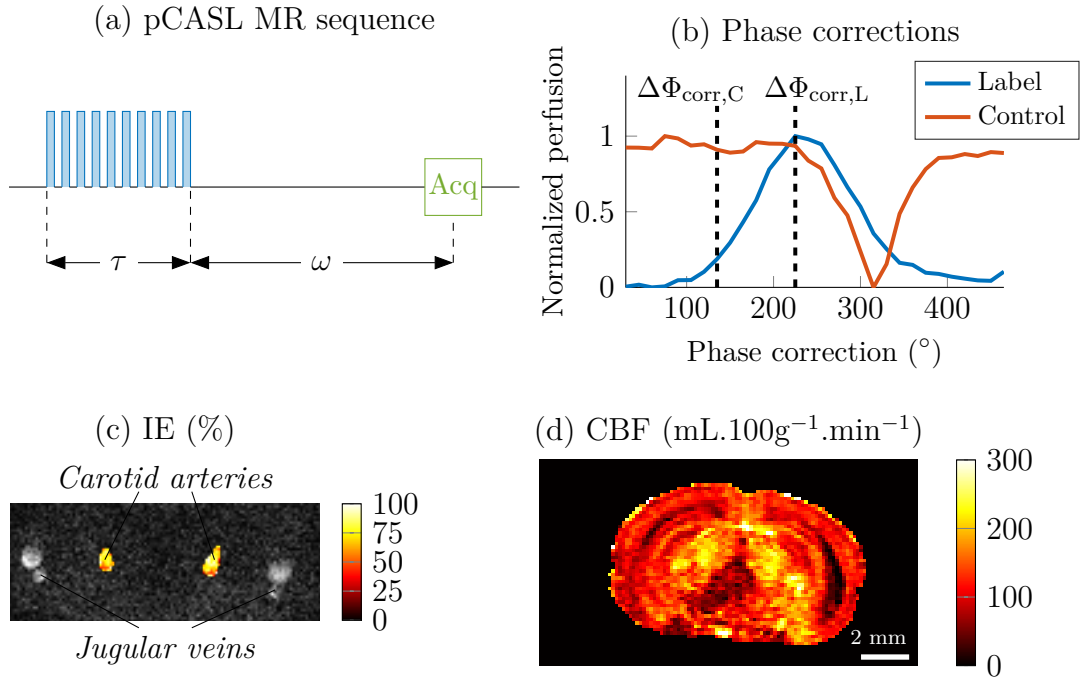 (a) pCASL MR sequence
Acq
τ
ω
(b) Phase corrections
ΔΦcorr,C
ΔΦcorr,L
Label
Control
Normalized perfusion
1
0.5
0
100
200
300
400
Phase correction (°)
(c) IE (%)
Carotid arteries
Jugular veins
100
75
50
25
0
(d) CBF (mL.100g⁻¹.min⁻¹)
2 mm
300
200
100
0